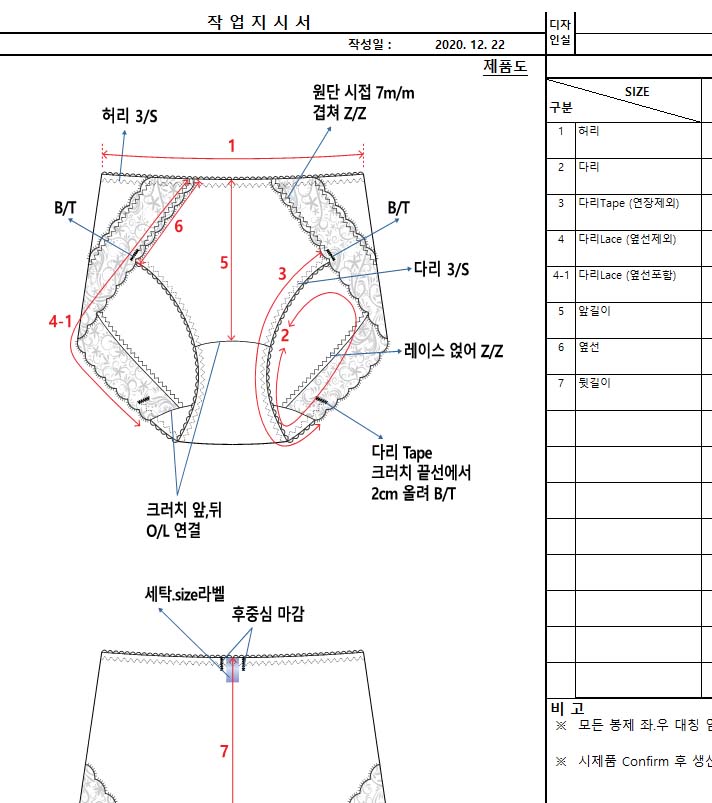 작 업 지 시 서
작성일 : 2020. 12. 22
디자
인실
제품도
SIZE
구분
1 허리
2 다리
3 다리Tape (연장제외)
4 다리Lace (옆선제외)
4-1 다리Lace (옆선포함)
5 앞길이
6 옆선
7 뒷길이
비 고
※ 모든 봉제 좌.우 대칭
※ 시제품 Confirm 후
원단 시접 7m/m
겹쳐 Z/Z
허리 3/S
1
B/T
B/T
6
5
3
다리 3/S
4-1
2
레이스 얹어 Z/Z
다리 Tape
크러치 끝선에서
2cm 올려 B/T
크러치 앞,뒤
O/L 연결
세탁.size라벨
후중심 마감
7